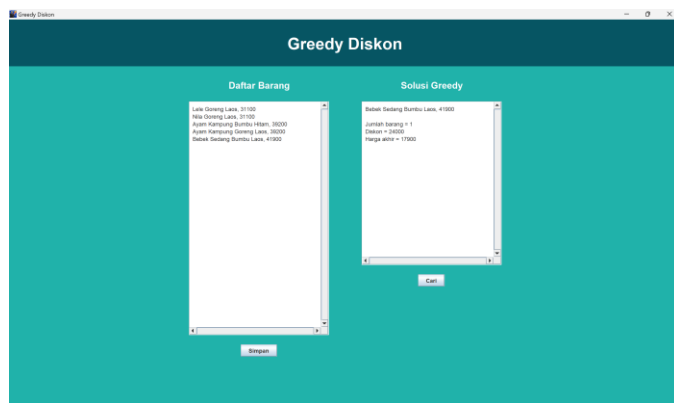 Greedy Diskon
Greedy Diskon
Daftar Barang
Lele Goreng Laos, 31100
Nila Goreng Laos, 31100
Ayam Kampung Bumbu Hitam, 39200
Ayam Kampung Goreng Laos, 39200
Bebek Sedang Bumbu Laos, 41900
Simpan
Solusi Greedy
Bebek Sedang Bumbu Laos, 41900
Jumlah barang = 1
Diskon = 24000
Harga akhir = 17900
Cari